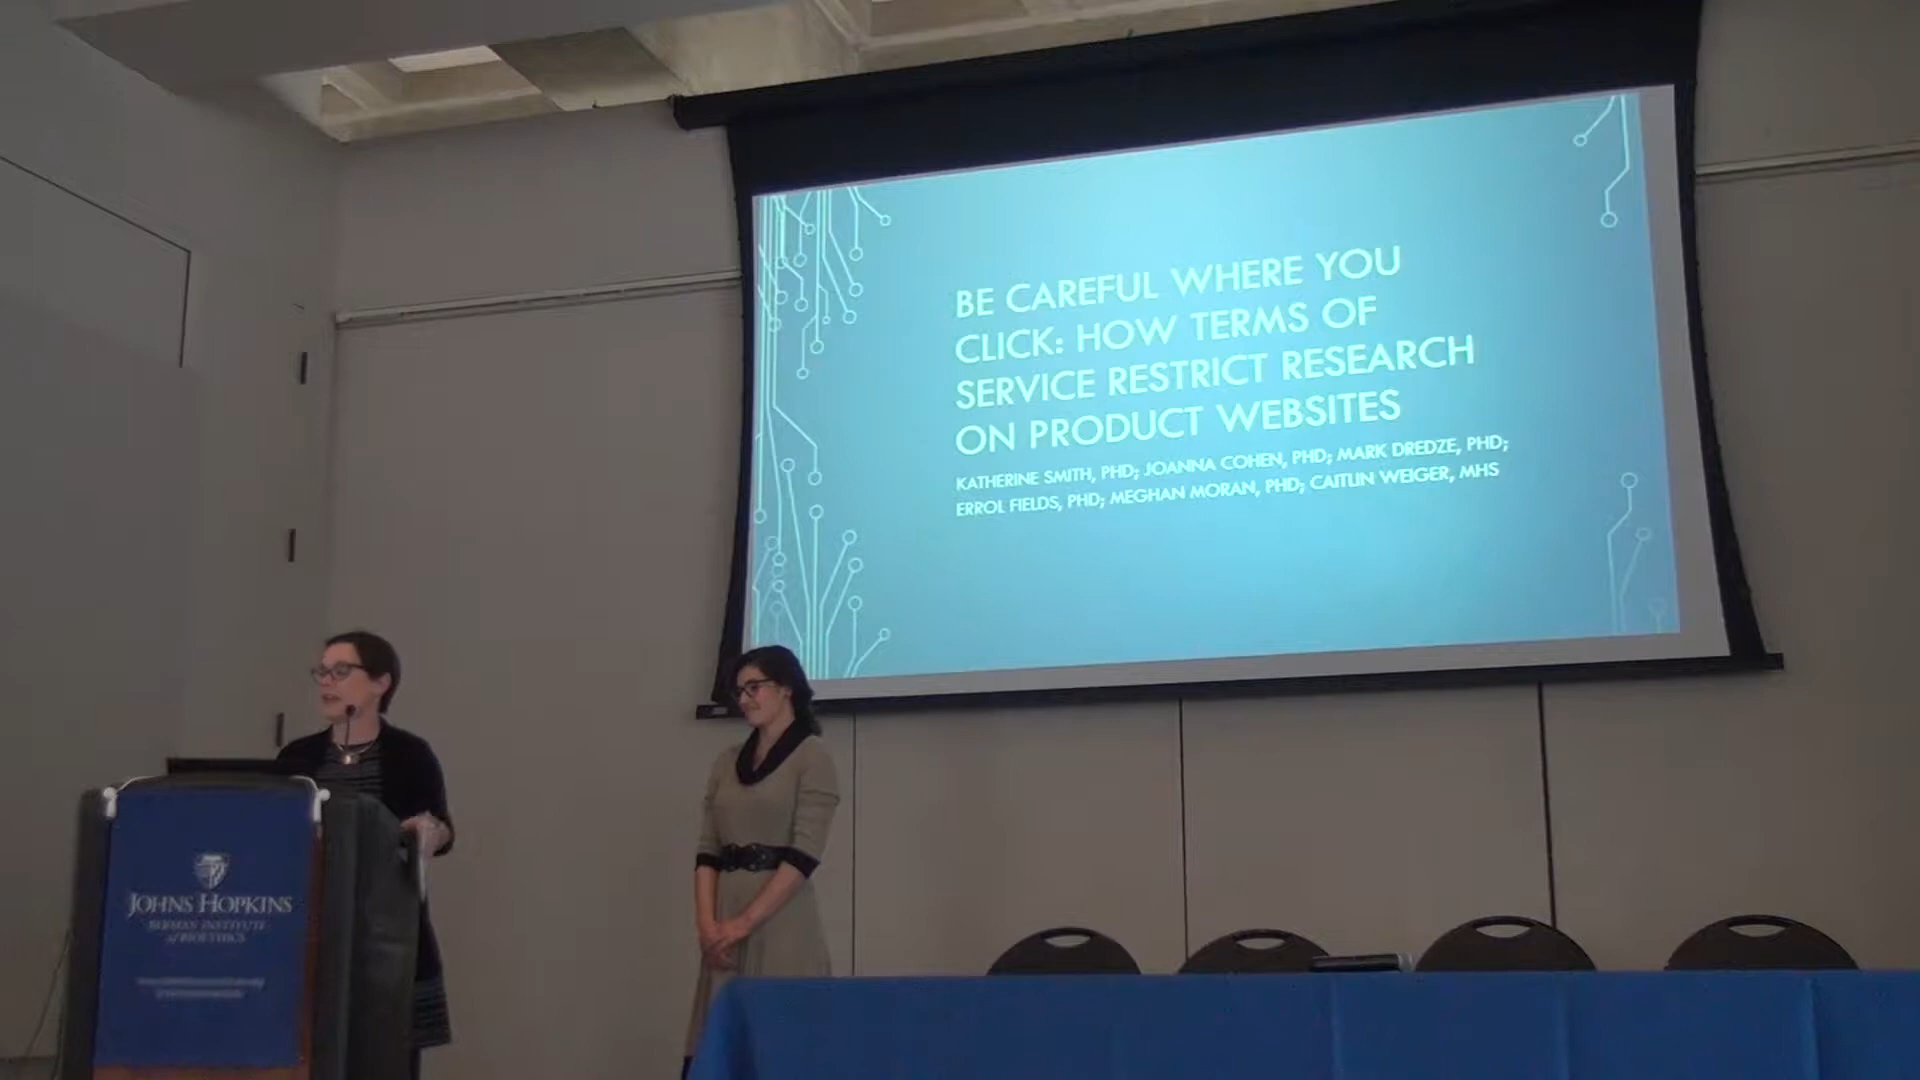 BE CAREFUL WHERE YOU
CLICK: HOW TERMS OF
SERVICE RESTRICT RESEARCH
ON PRODUCT WEBSITES
KATHERINE SMITH, PHD; JOANNA COHEN, PHD; MARK DREDZE, PHD;
ERROL FIELDS, PHD; MEGHAN MORAN, PHD; CAITLIN WEIGER, MHS
JOHNS HOPKINS
BERMAN INSTITUTE
of BIOETHICS